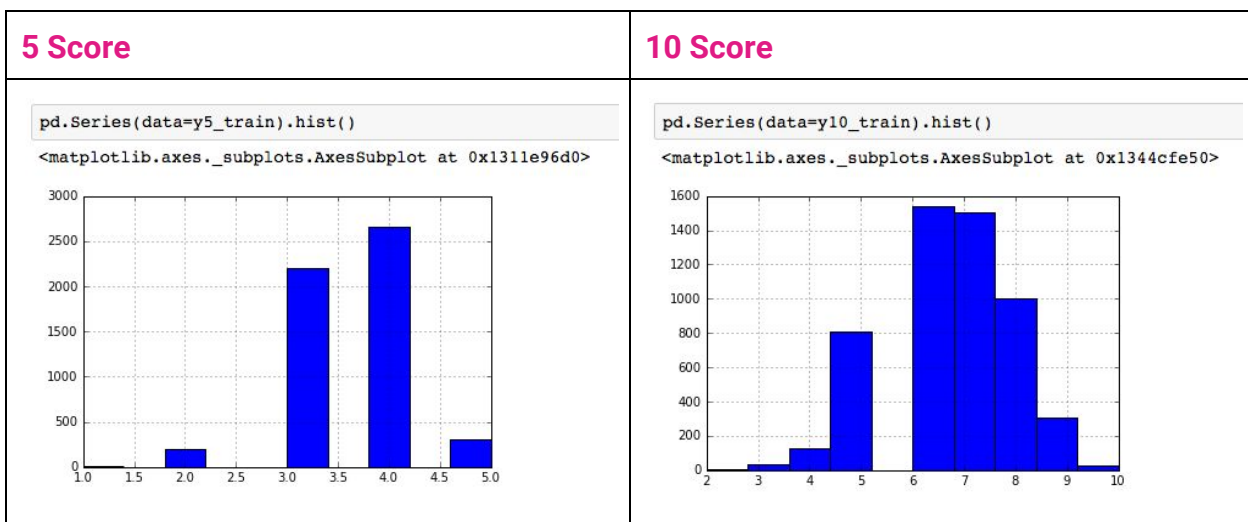 5 Score
10 Score
pd.Series(data=y5_train).hist()
<matplotlib.axes._subplots.AxesSubplot at 0x1311e96d0>
3000
2500
2000
1500
1000
500
0
1.0 1.5 2.0 2.5 3.0 3.5 4.0 4.5 5.0
pd.Series(data=y10_train).hist()
<matplotlib.axes._subplots.AxesSubplot at 0x1344cfe50>
1600
1400
1200
1000
800
600
400
200
0
2 3 4 5 6 7 8 9 10